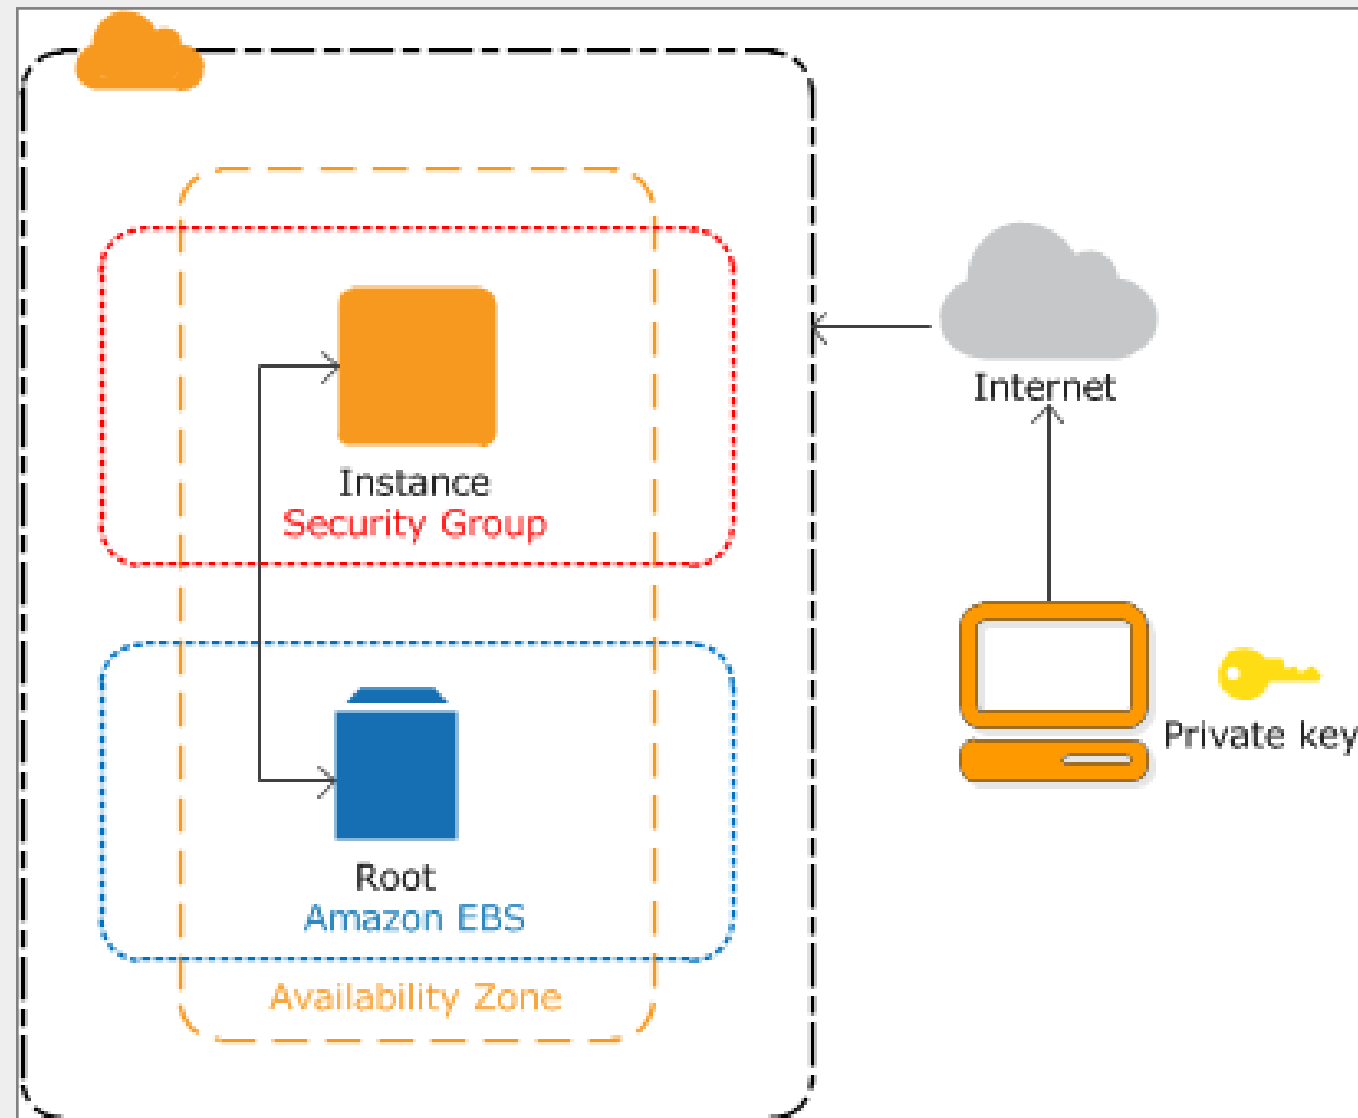 Internet
Instance
Security Group
Private key
Root
Amazon EBS
Availability Zone